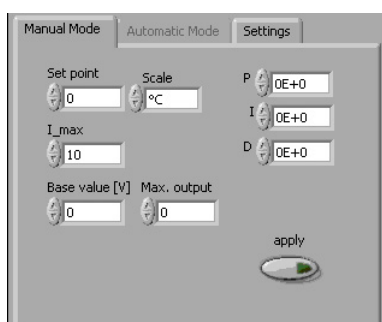 Manual Mode Automatic Mode Settings
Set point Scale
0 °C
I_max
10
Base value [V] Max. output
0 0
P 0E+0
I 0E+0
D 0E+0
apply